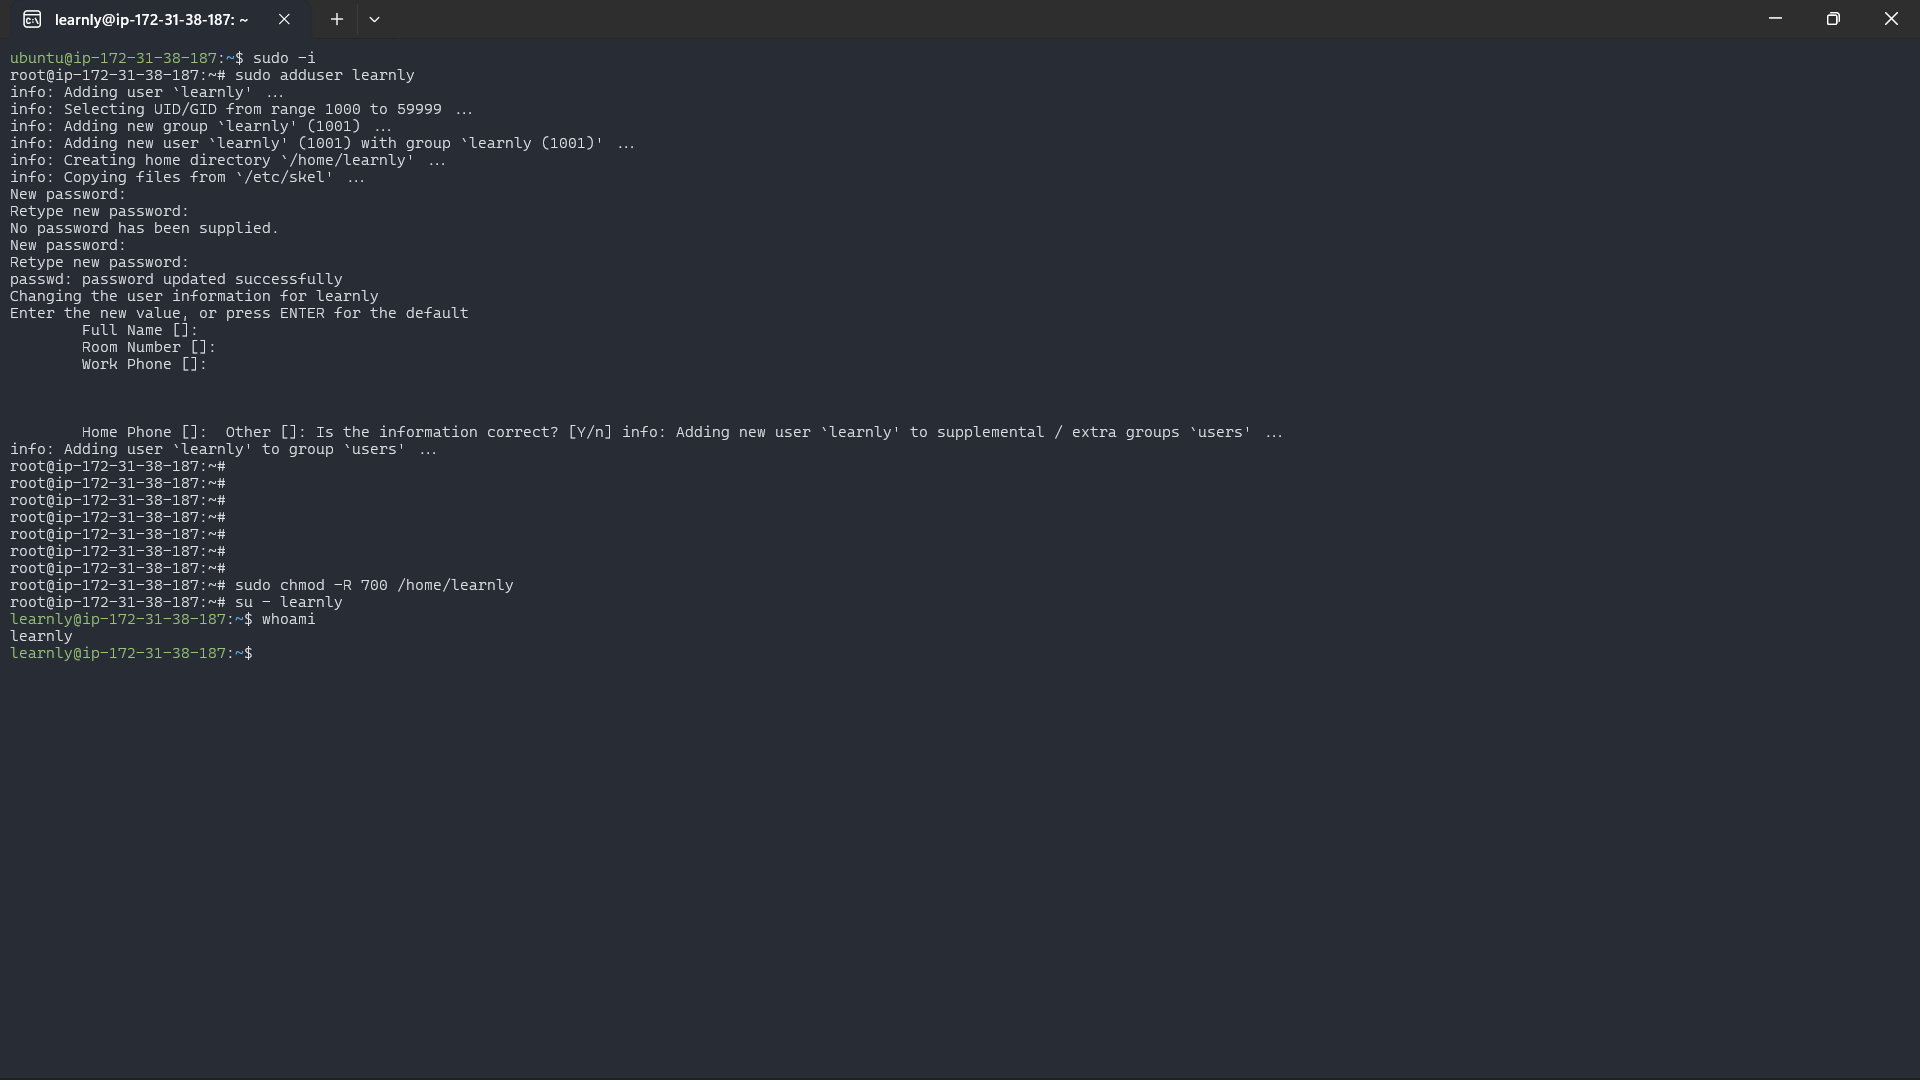 learnly@ip-172-31-38-187: ~
ubuntu@ip-172-31-38-187:~$ sudo -i
root@ip-172-31-38-187:~# sudo adduser learnly
info: Adding user `learnly' ...
info: Selecting UID/GID from range 1000 to 59999 ...
info: Adding new group `learnly' (1001) ...
info: Adding new user `learnly' (1001) with group `learnly (1001)' ...
info: Creating home directory `/home/learnly' ...
info: Copying files from `/etc/skel' ...
New password:
Retype new password:
No password has been supplied.
New password:
Retype new password:
passwd: password updated successfully
Changing the user information for learnly
Enter the new value, or press ENTER for the default
        Full Name []:
        Room Number []:
        Work Phone []:
        Home Phone []:  Other []: Is the information correct? [Y/n] info: Adding new user `learnly' to supplemental / extra groups `users' ...
info: Adding user `learnly' to group `users' ...
root@ip-172-31-38-187:~#
root@ip-172-31-38-187:~#
root@ip-172-31-38-187:~#
root@ip-172-31-38-187:~#
root@ip-172-31-38-187:~#
root@ip-172-31-38-187:~#
root@ip-172-31-38-187:~#
root@ip-172-31-38-187:~# sudo chmod -R 700 /home/learnly
root@ip-172-31-38-187:~# su - learnly
learnly@ip-172-31-38-187:~$ whoami
learnly
learnly@ip-172-31-38-187:~$